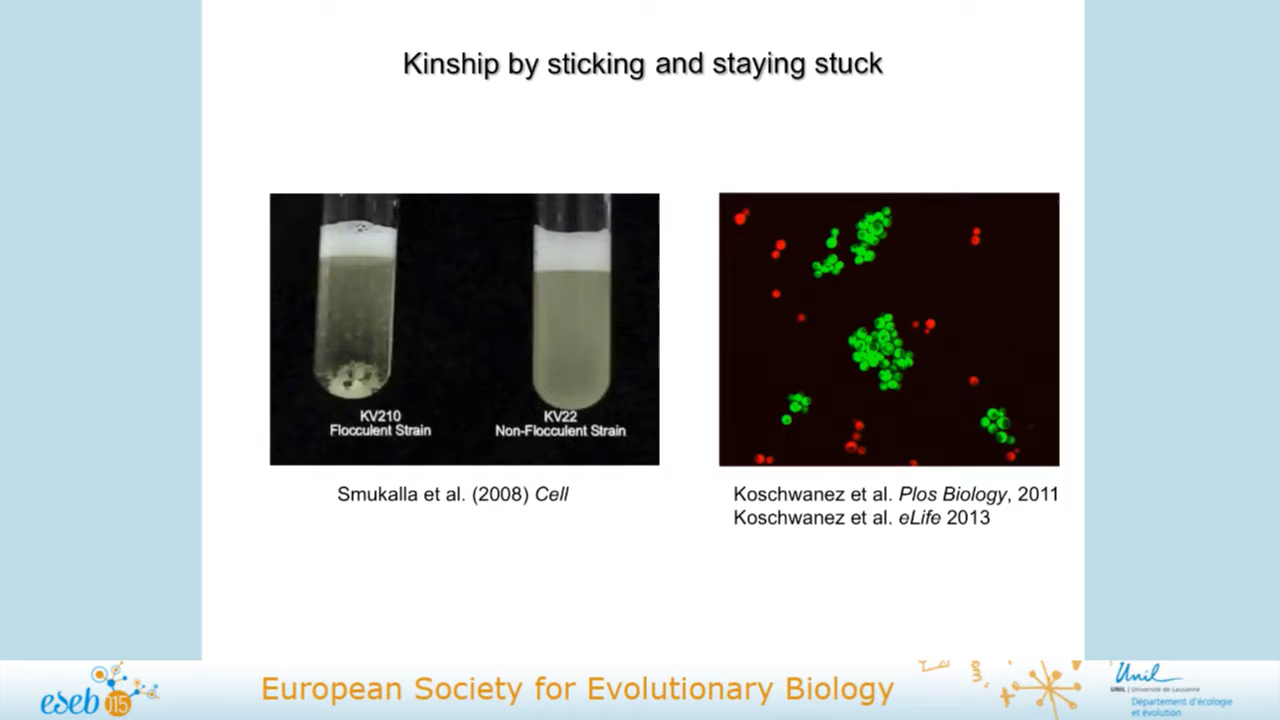 Kinship by sticking and staying stuck
KV210
Flocculent Strain
KV22
Non-Flocculent Strain
Smukalla et al. (2008) Cell
Koschwanez et al. Plos Biology, 2011
Koschwanez et al. eLife 2013
eseb 115
European Society for Evolutionary Biology
Unil
UNIL | Université de Lausanne
Département d'écologie
et évolution